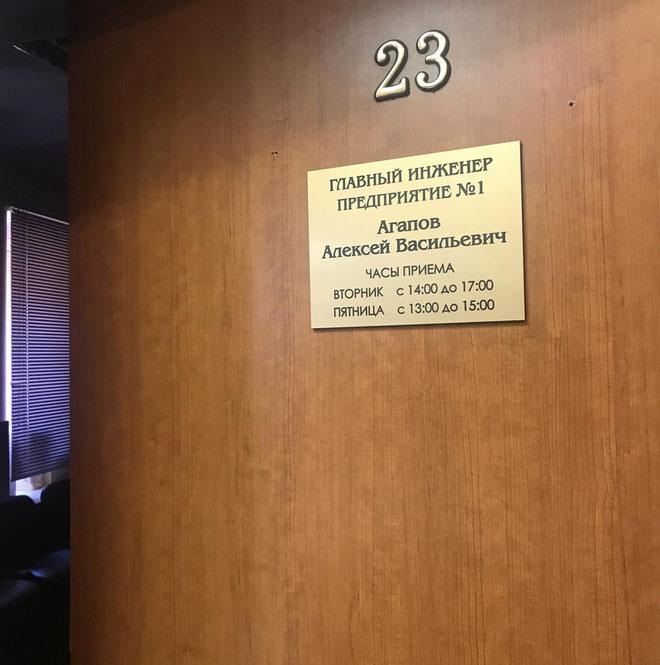 23
ГЛАВНЫЙ ИНЖЕНЕР
ПРЕДПРИЯТИЕ №1
Агапов
Алексей Васильевич
ЧАСЫ ПРИЕМА
ВТОРНИК с 14:00 до 17:00
ПЯТНИЦА с 13:00 до 15:00